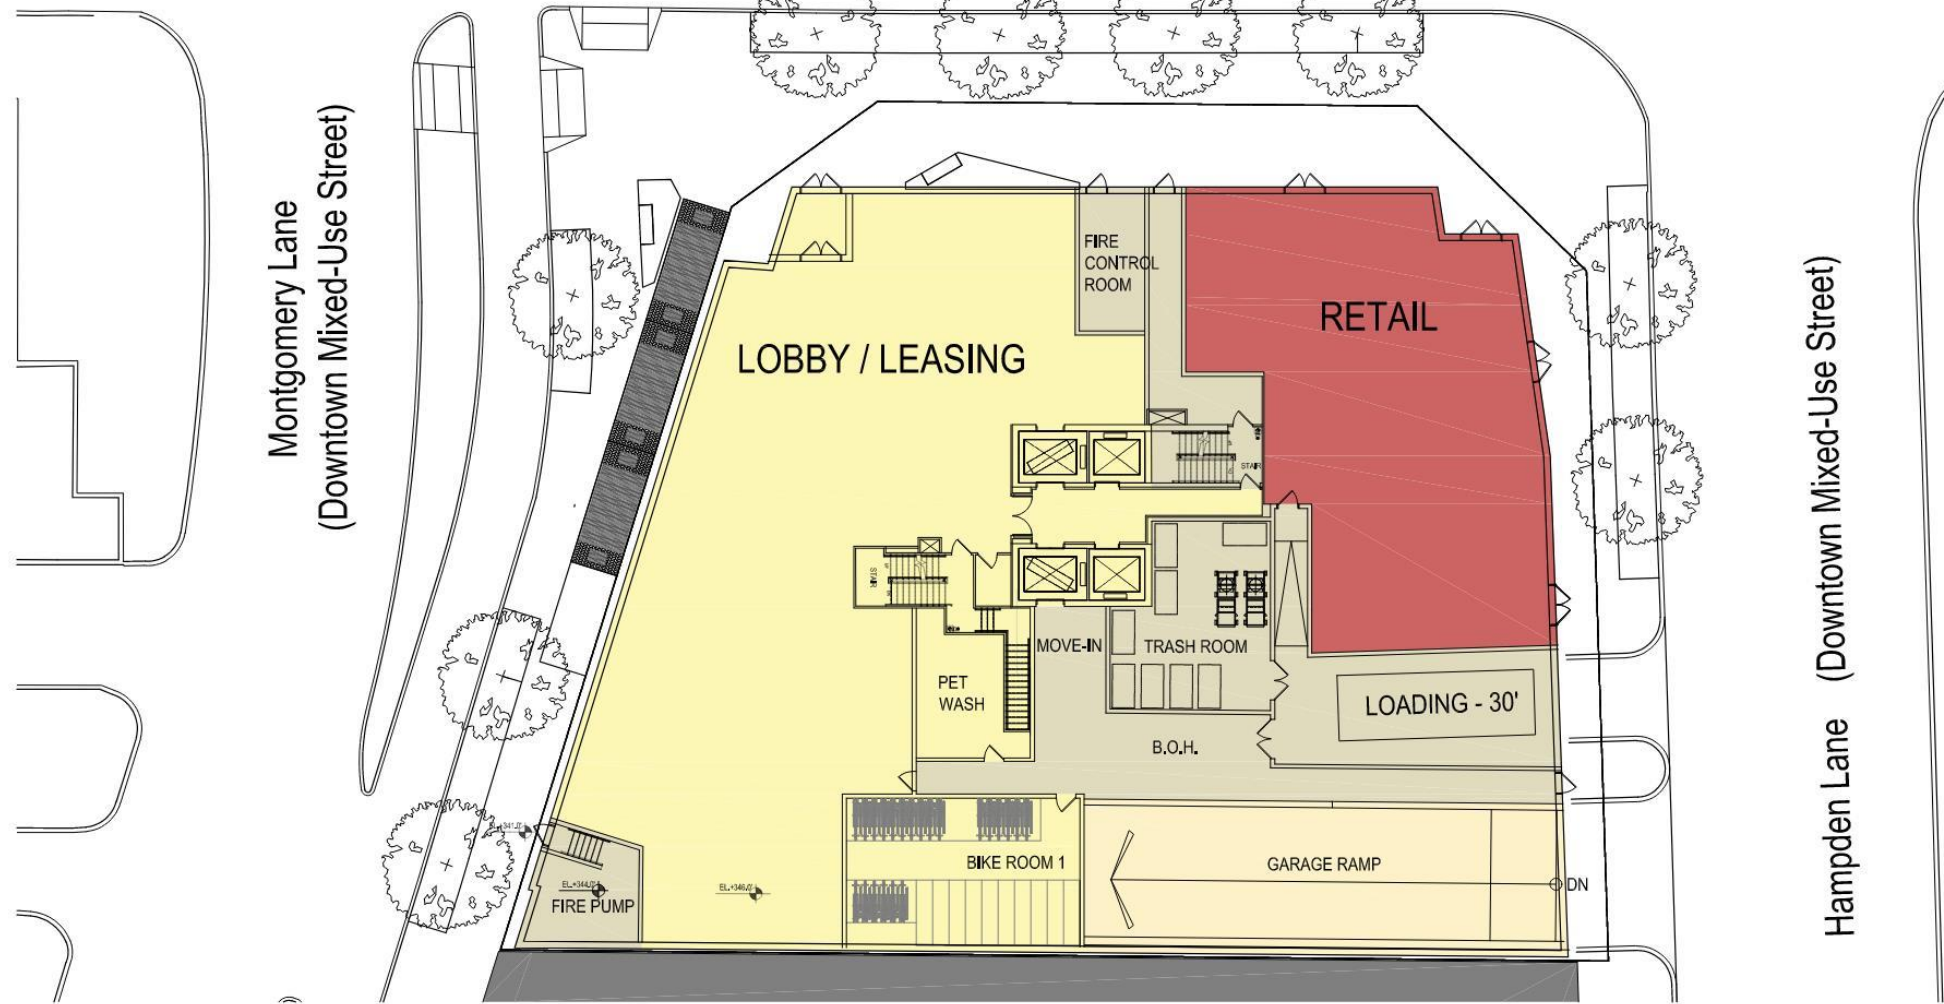 Montgomery Lane
(Downtown Mixed-Use Street)
FIRE
CONTROL
ROOM
RETAIL
LOBBY / LEASING
STAIR
STAIR
MOVE-IN
TRASH ROOM
PET
WASH
LOADING - 30'
B.O.H.
BIKE ROOM 1
GARAGE RAMP
DN
FIRE PUMP
Hampden Lane (Downtown Mixed-Use Street)